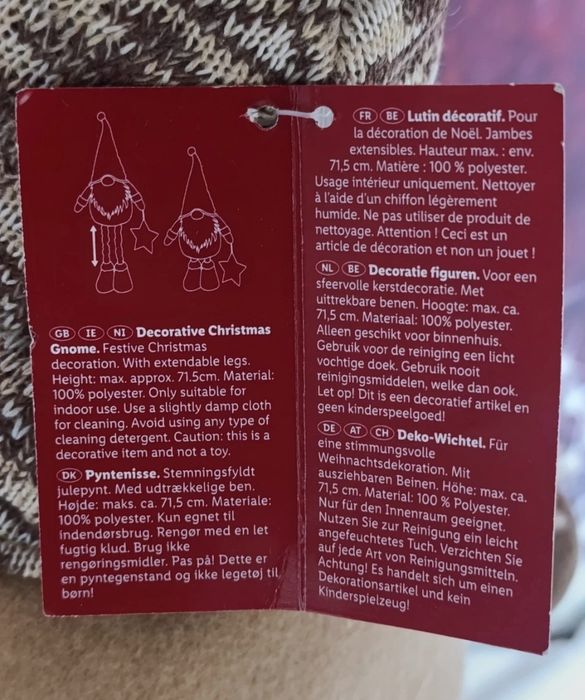 GB IE NI Decorative Christmas
Gnome. Festive Christmas
decoration. With extendable legs.
Height: max. approx. 71.5cm. Material:
100% polyester. Only suitable for
indoor use. Use a slightly damp cloth
for cleaning. Avoid using any type of
cleaning detergent. Caution: this is a
decorative item and not a toy.
DK Pyntenisse. Stemningsfyldt
julepynt. Med udtrækkelige ben.
Højde: maks. ca. 71,5 cm. Materiale:
100% polyester. Kun egnet til
indendørsbrug. Rengør med en let
fugtig klud. Brug ikke
rengøringsmidler. Pas på! Dette er
en pyntegenstand og ikke legetøj til
børn!
FR BE Lutin décoratif. Pour
la décoration de Noël. Jambes
extensibles. Hauteur max. : env.
71,5 cm. Matière : 100 % polyester.
Usage intérieur uniquement. Nettoyer
à l'aide d'un chiffon légèrement
humide. Ne pas utiliser de produit de
nettoyage. Attention ! Ceci est un
article de décoration et non un jouet !
NL BE Decoratie figuren. Voor een
sfeervolle kerstdecoratie. Met
uittrekbare benen. Hoogte: max. ca.
71,5 cm. Materiaal: 100% polyester.
Alleen geschikt voor binnenhuis.
Gebruik voor de reiniging een licht
vochtige doek. Gebruik nooit
reinigingsmiddelen, welke dan ook.
Let op! Dit is een decoratief artikel en
geen kinderspeelgoed!
DE AT CH Deko-Wichtel. Für
eine stimmungsvolle
Weihnachtsdekoration. Mit
ausziehbaren Beinen. Höhe: max. ca.
71,5 cm. Material: 100 % Polyester.
Nur für den Innenraum geeignet.
Nutzen Sie zur Reinigung ein leicht
angefeuchtetes Tuch. Verzichten Sie
auf jede Art von Reinigungsmitteln.
Achtung! Es handelt sich um einen
Dekorationsartikel und kein
Kinderspielzeug!